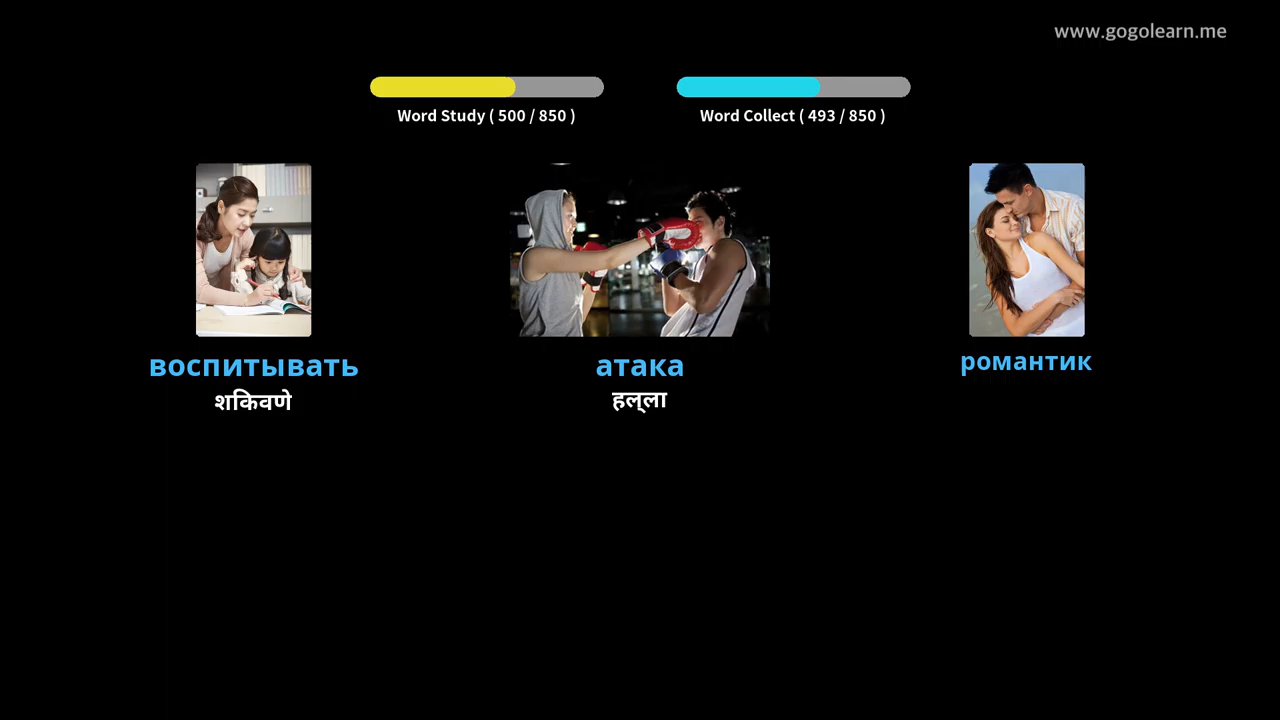 www.gogolearn.me
Word Study ( 500 / 850 )
Word Collect ( 493 / 850 )
воспитывать
शकिवणे
атака
हल्ला
романтик